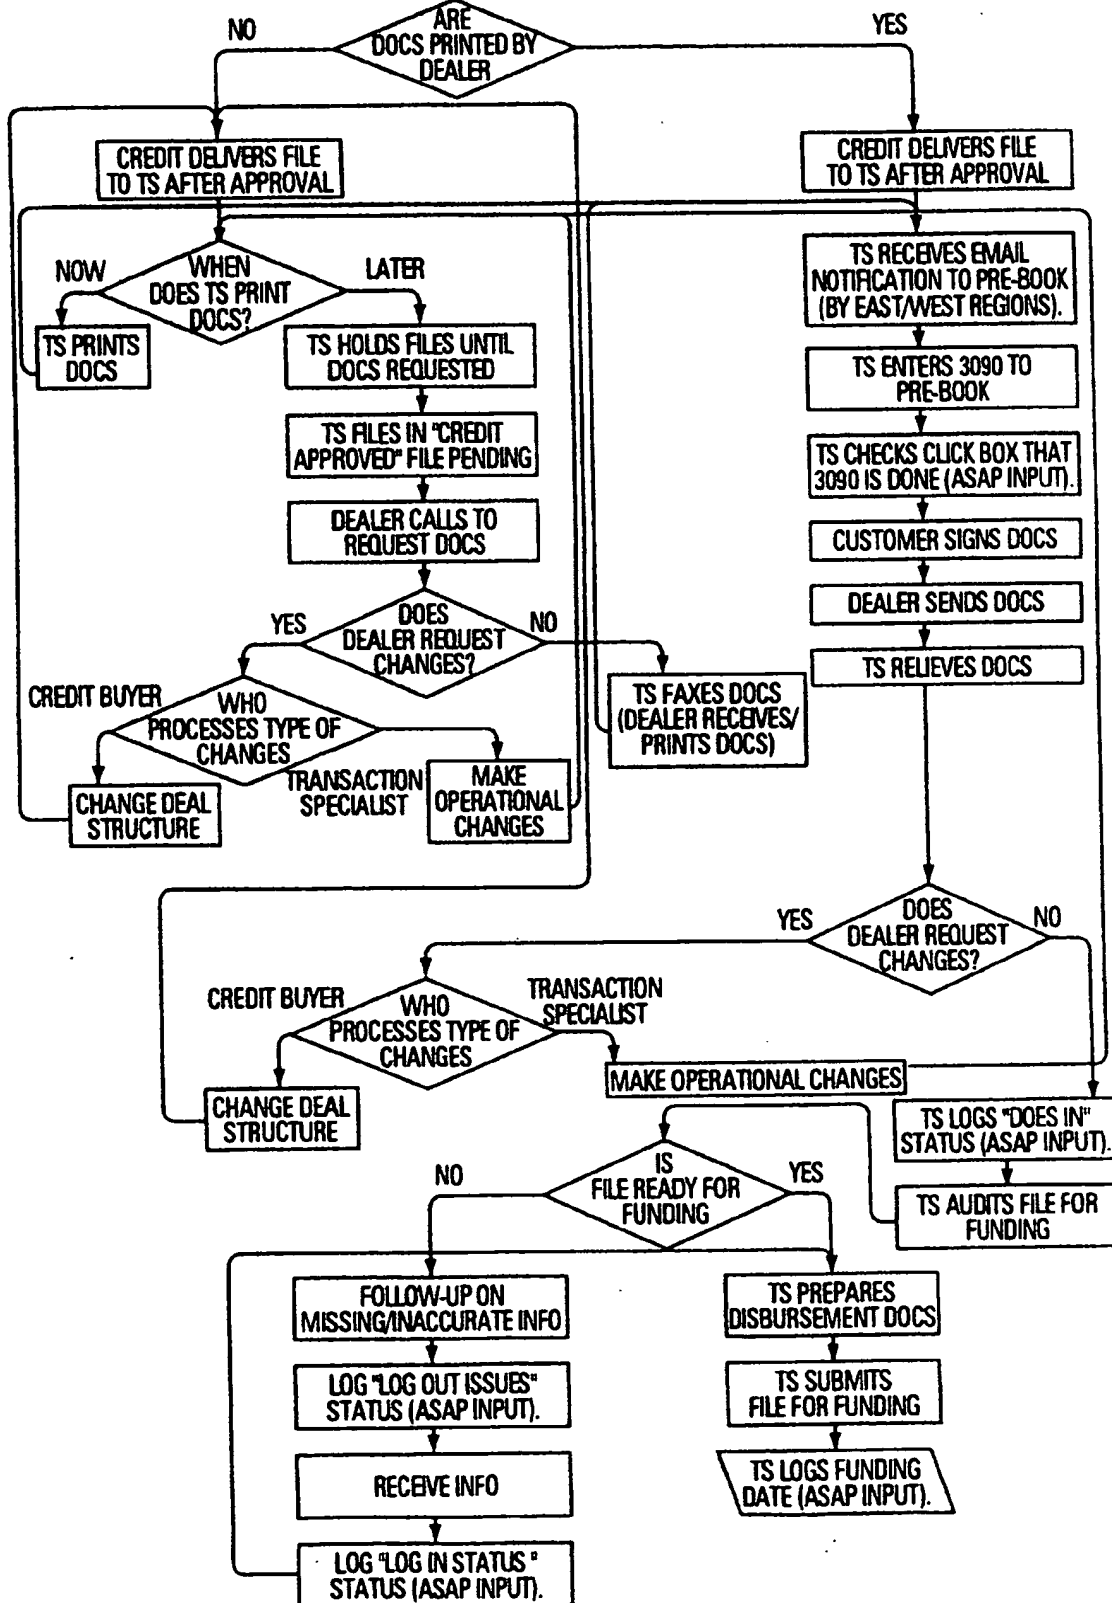 ARE
DOCS PRINTED BY
DEALER
NO
YES
CREDIT DELIVERS FILE
TO TS AFTER APPROVAL
CREDIT DELIVERS FILE
TO TS AFTER APPROVAL
WHEN
DOES TS PRINT
DOCS?
NOW
LATER
TS PRINTS
DOCS
TS HOLDS FILES UNTIL
DOCS REQUESTED
TS FILES IN "CREDIT
APPROVED" FILE PENDING
DEALER CALLS TO
REQUEST DOCS
DOES
DEALER REQUEST
CHANGES?
YES
NO
CREDIT BUYER
WHO
PROCESSES TYPE OF
CHANGES
TRANSACTION
SPECIALIST
CHANGE DEAL
STRUCTURE
MAKE
OPERATIONAL
CHANGES
TS FAXES DOCS
(DEALER RECEIVES/
PRINTS DOCS)
TS RECEIVES EMAIL
NOTIFICATION TO PRE-BOOK
(BY EAST/WEST REGIONS).
TS ENTERS 3090 TO
PRE-BOOK
TS CHECKS CLICK BOX THAT
3090 IS DONE (ASAP INPUT).
CUSTOMER SIGNS DOCS
DEALER SENDS DOCS
TS RELIEVES DOCS
DOES
DEALER REQUEST
CHANGES?
YES
NO
CREDIT BUYER
WHO
PROCESSES TYPE OF
CHANGES
TRANSACTION
SPECIALIST
CHANGE DEAL
STRUCTURE
MAKE OPERATIONAL CHANGES
TS LOGS "DOES IN"
STATUS (ASAP INPUT).
TS AUDITS FILE FOR
FUNDING
IS
FILE READY FOR
FUNDING
NO
YES
FOLLOW-UP ON
MISSING/INACCURATE INFO
LOG "LOG OUT ISSUES"
STATUS (ASAP INPUT).
RECEIVE INFO
LOG "LOG IN STATUS "
STATUS (ASAP INPUT).
TS PREPARES
DISBURSEMENT DOCS
TS SUBMITS
FILE FOR FUNDING
TS LOGS FUNDING
DATE (ASAP INPUT).